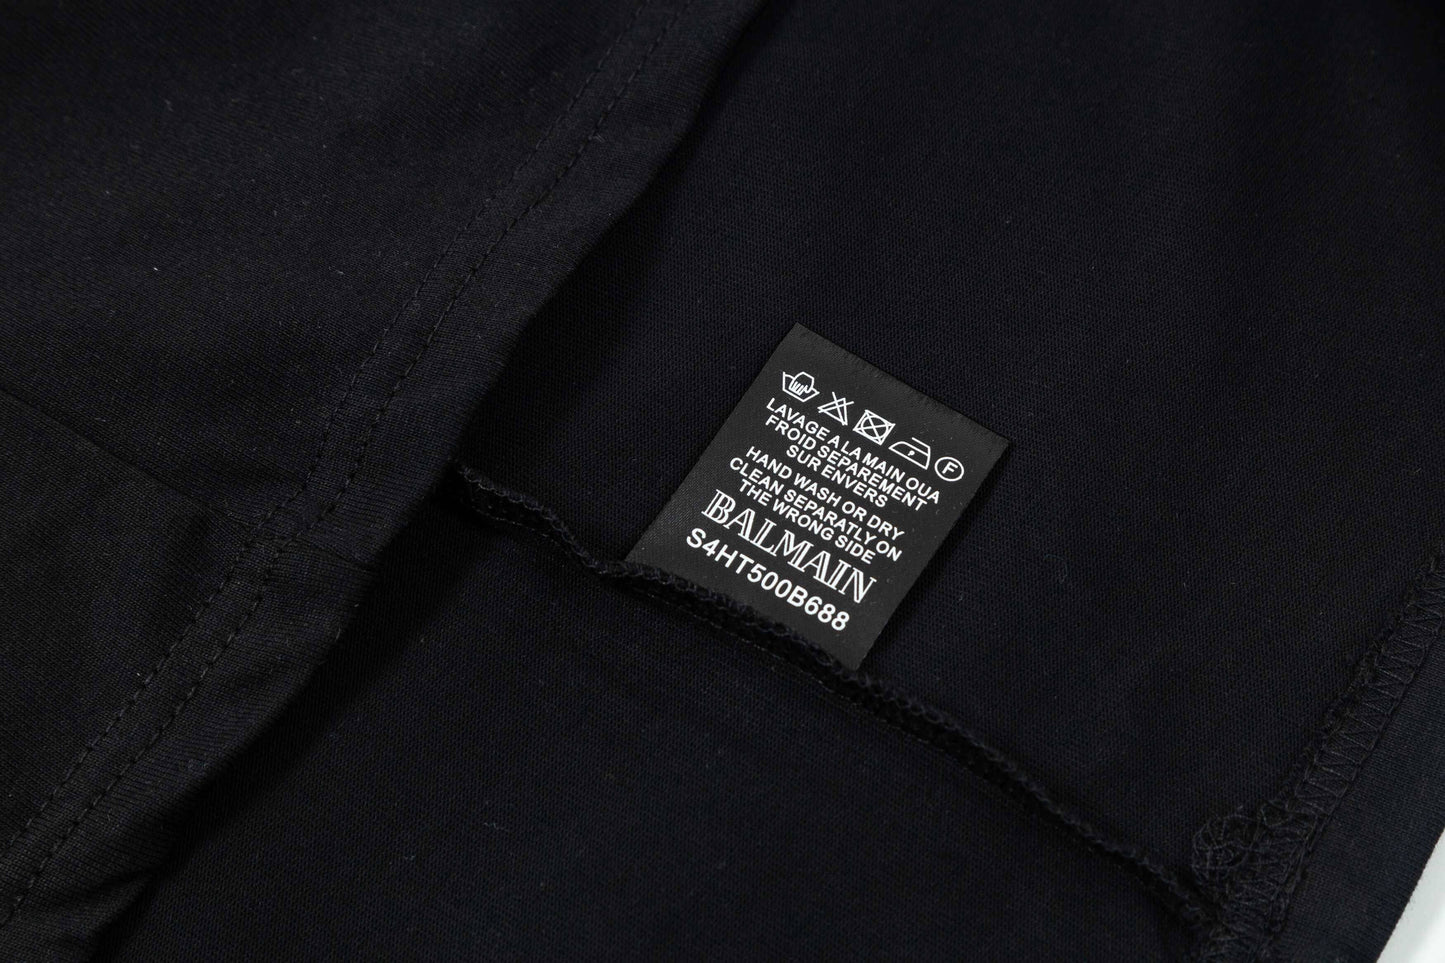 P F
LAVAGE A LA MAIN OUA
FROID SEPAREMENT
SUR ENVERS
HAND WASH OR DRY
CLEAN SEPARATLY ON
THE WRONG SIDE
BALMAIN
S4HT500B688